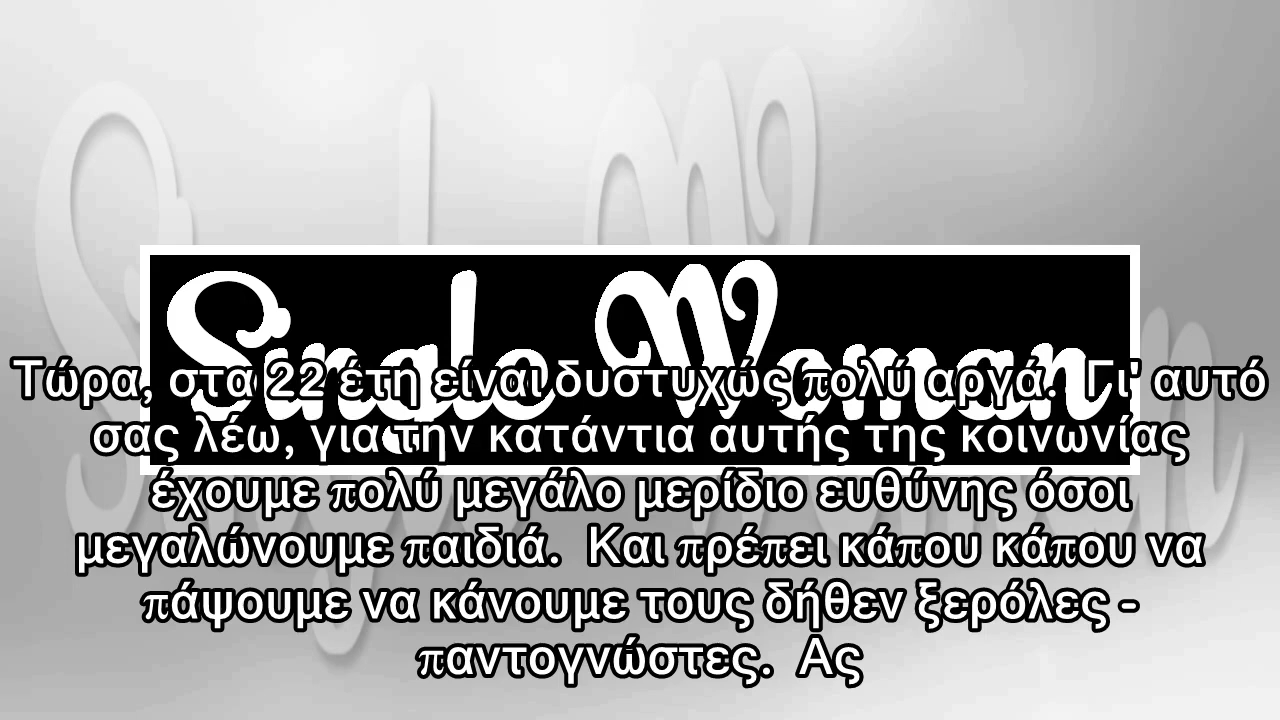 Single Woman
Τώρα, στα 22 έτη είναι δυστυχώς πολύ αργά. Γι' αυτό
σας λέω, για την κατάντια αυτής της κοινωνίας
έχουμε πολύ μεγάλο μερίδιο ευθύνης όσοι
μεγαλώνουμε παιδιά. Και πρέπει κάπου κάπου να
πάψουμε να κάνουμε τους δήθεν ξερόλες -
παντογνώστες. Ας